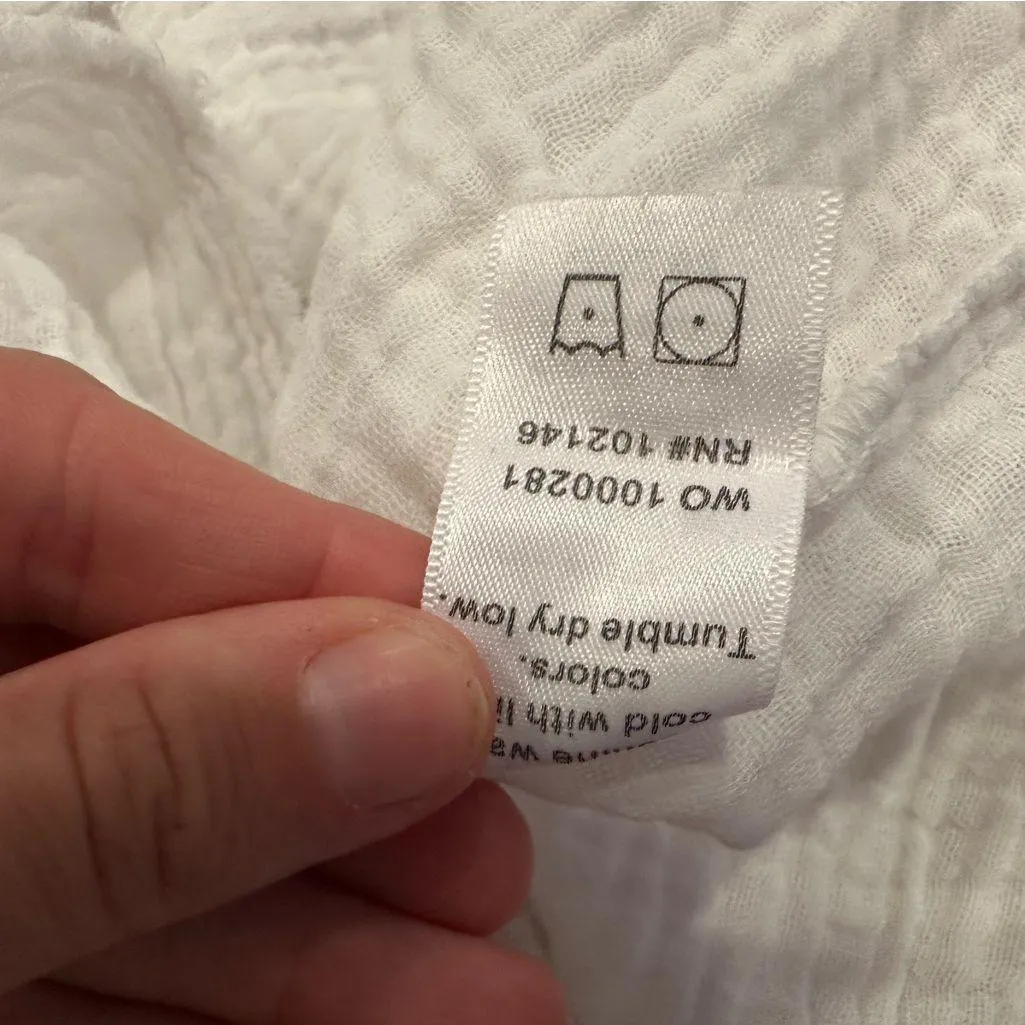 cold with
colors.
Tumble dry low.
WO 1000281
RN# 102146